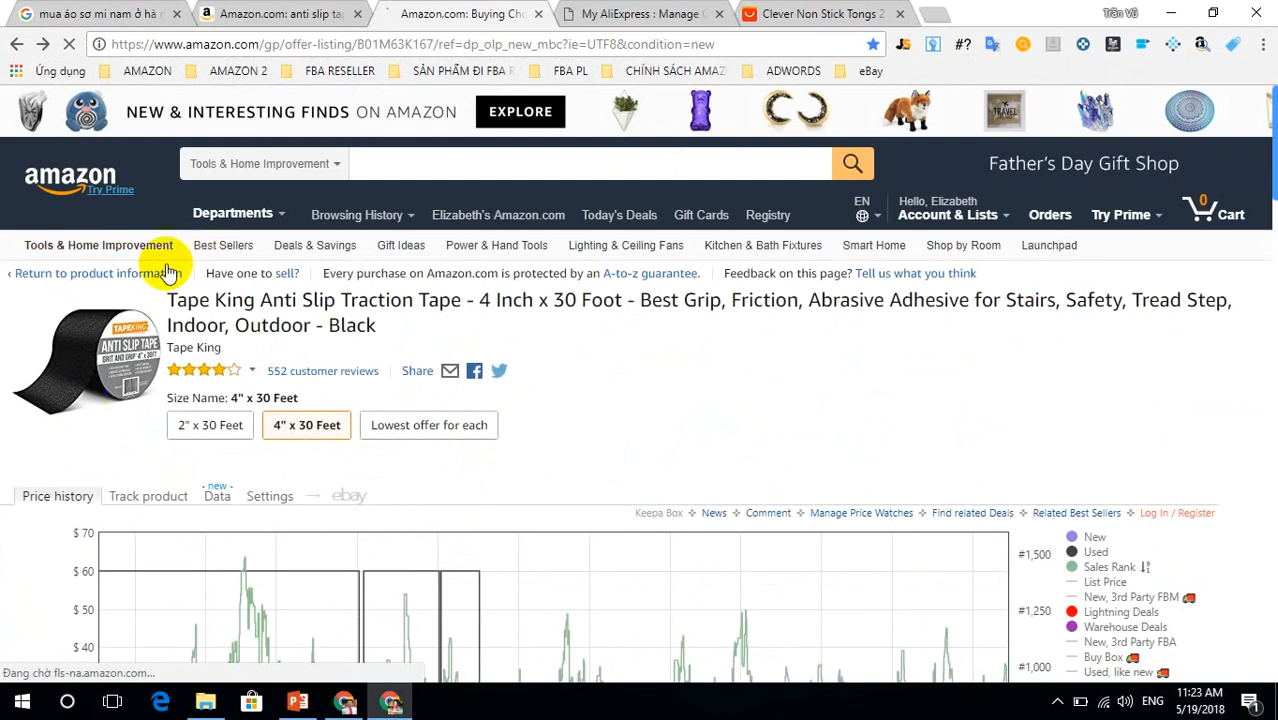 mua áo sơ mi nam ở hà n
Amazon.com: anti slip ta
Amazon.com: Buying Cho
My AliExpress : Manage O
Clever Non Stick Tongs 2
Trần Vũ
https://www.amazon.com/gp/offer-listing/B01M63K167/ref=dp_olp_new_mbc?ie=UTF8&condition=new
JS
#?
Ứng dụng
AMAZON
AMAZON 2
FBA RESELLER
SẢN PHẨM ĐI FBA R
FBA PL
CHÍNH SÁCH AMAZ
ADWORDS
eBay
NEW & INTERESTING FINDS ON AMAZON
EXPLORE
TRAVEL
amazon
Try Prime
Tools & Home Improvement
Father's Day Gift Shop
Departments
Browsing History
Elizabeth's Amazon.com
Today's Deals
Gift Cards
Registry
EN
Hello, Elizabeth
Account & Lists
Orders
Try Prime
0
Cart
Tools & Home Improvement
Best Sellers
Deals & Savings
Gift Ideas
Power & Hand Tools
Lighting & Ceiling Fans
Kitchen & Bath Fixtures
Smart Home
Shop by Room
Launchpad
‹ Return to product information
Have one to sell?
Every purchase on Amazon.com is protected by an A-to-z guarantee.
Feedback on this page? Tell us what you think
Tape King Anti Slip Traction Tape - 4 Inch x 30 Foot - Best Grip, Friction, Abrasive Adhesive for Stairs, Safety, Tread Step,
Indoor, Outdoor - Black
Tape King
TAPEKING
ANTI SLIP TAPE
GRIT AND GRIP 4" x 30FT
552 customer reviews
Share
Size Name: 4" x 30 Feet
2" x 30 Feet
4" x 30 Feet
Lowest offer for each
Price history
Track product
- new -
Data
Settings
ebay
Keepa Box
News
Comment
Manage Price Watches
Find related Deals
Related Best Sellers
Log In / Register
$ 70
$ 60
$ 50
$ 40
#1,500
#1,250
#1,000
New
Used
Sales Rank
List Price
New, 3rd Party FBM
Lightning Deals
Warehouse Deals
New, 3rd Party FBA
Buy Box
Used, like new
Đang chờ fls-na.amazon.com...
ENG
11:23 AM
5/19/2018
1